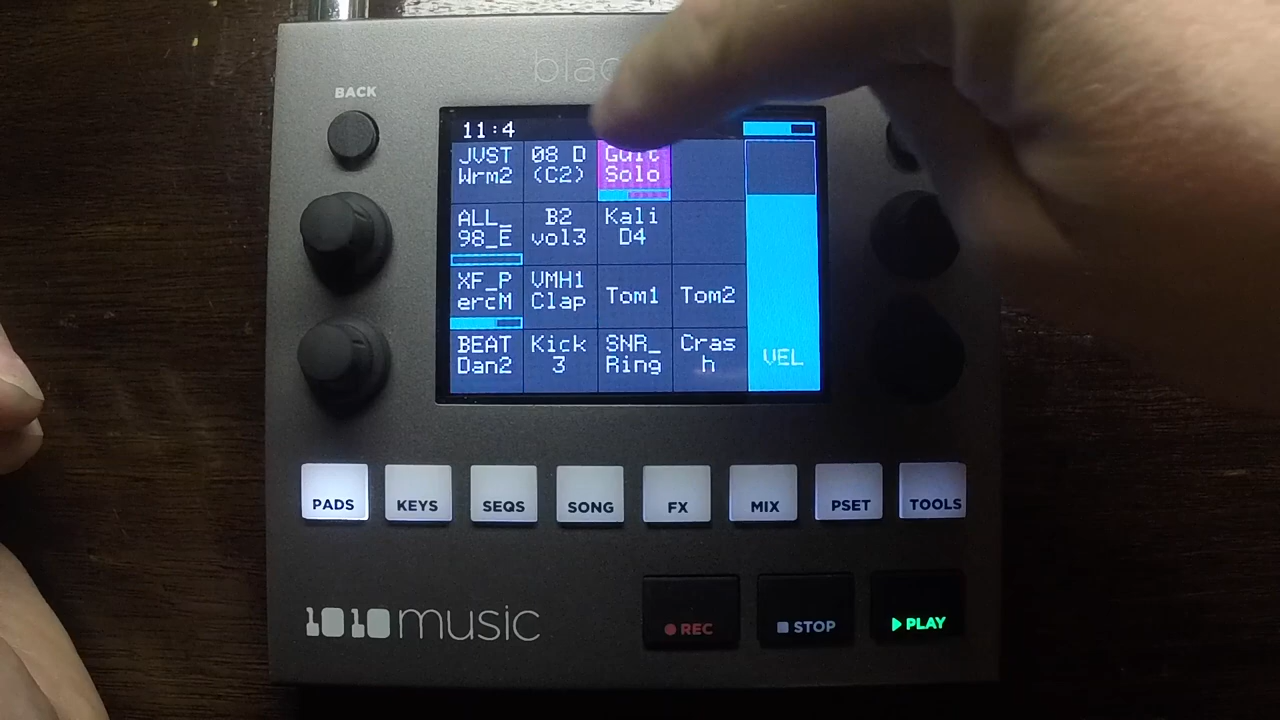 blac
BACK
11:4
JVST
Wrm2
08 D
(C2)
Guit
Solo
ALL_
98_E
B2
vol3
Kali
D4
XF_P
ercM
VMH1
Clap
Tom1
Tom2
BEAT
Dan2
Kick
3
SNR_
Ring
Cras
h
VEL
PADS
KEYS
SEQS
SONG
FX
MIX
PSET
TOOLS
1010music
REC
STOP
PLAY